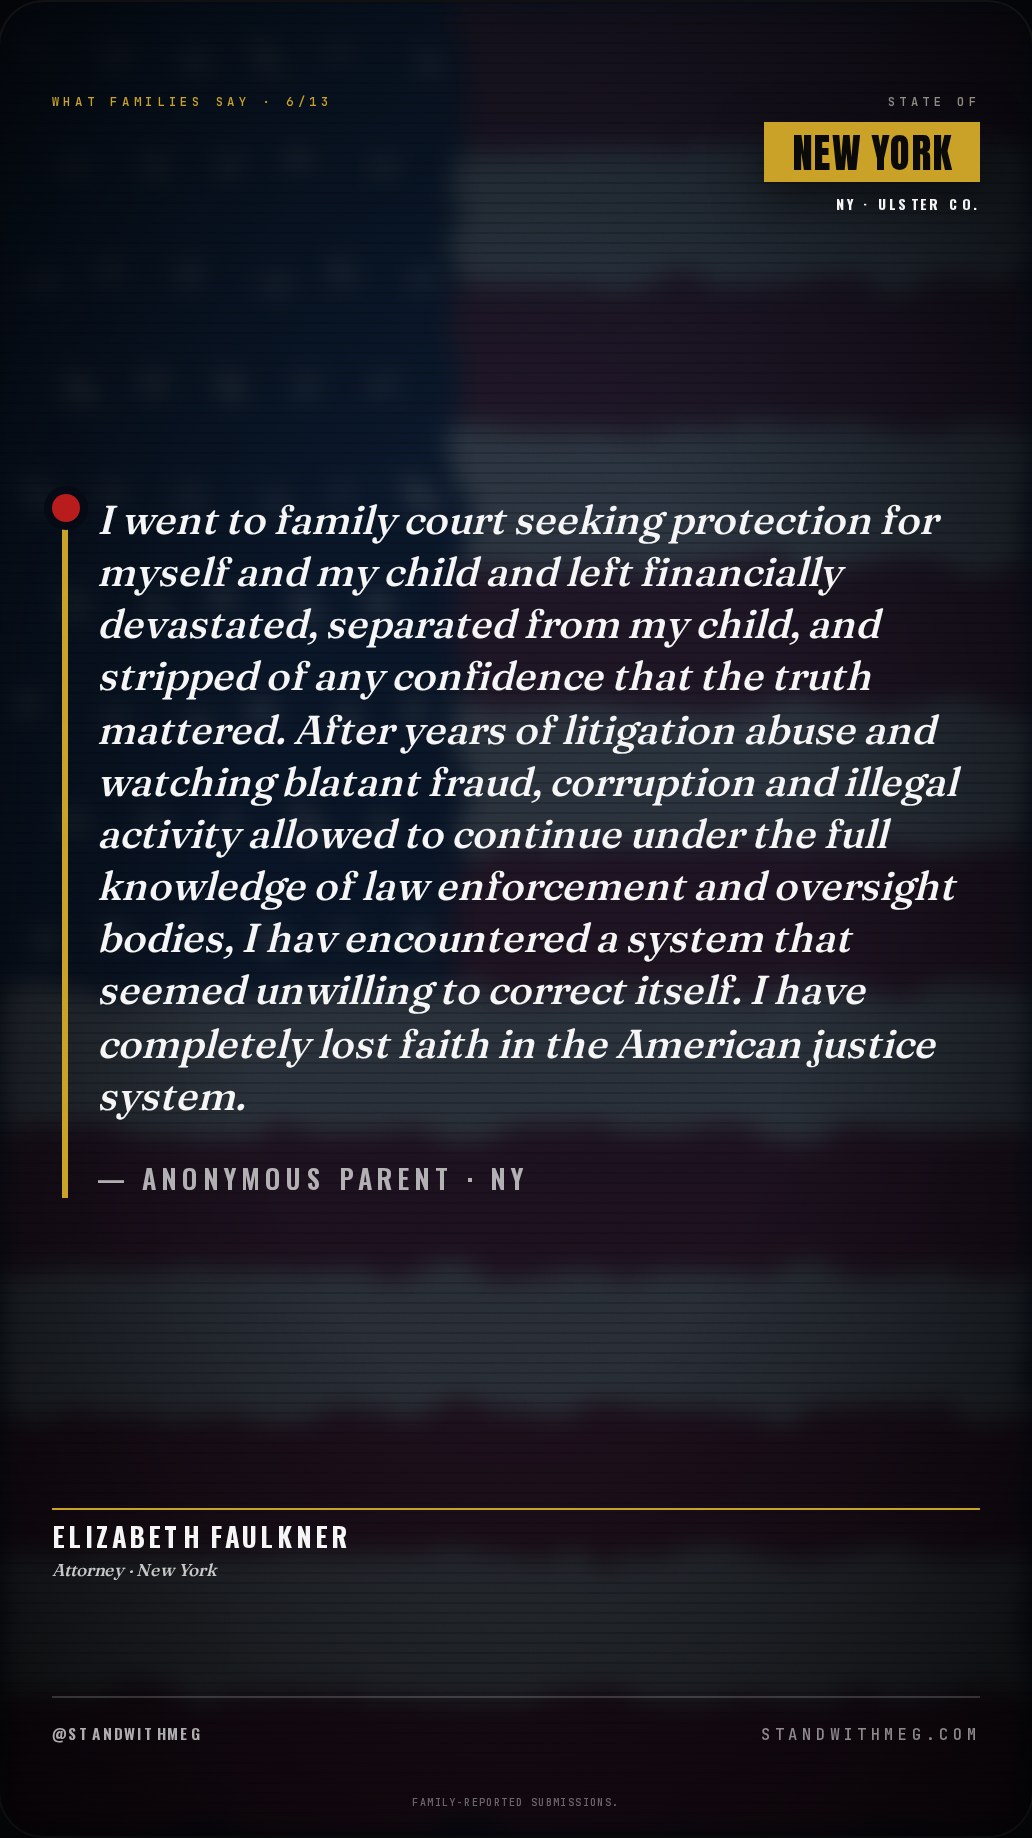 WHAT FAMILIES SAY · 6/13
STATE OF
NEW YORK
NY · ULSTER CO.
I went to family court seeking protection for
myself and my child and left financially
devastated, separated from my child, and
stripped of any confidence that the truth
mattered. After years of litigation abuse and
watching blatant fraud, corruption and illegal
activity allowed to continue under the full
knowledge of law enforcement and oversight
bodies, I hav encountered a system that
seemed unwilling to correct itself. I have
completely lost faith in the American justice
system.
— ANONYMOUS PARENT · NY
ELIZABETH FAULKNER
Attorney · New York
@STANDWITHMEG
STANDWITHMEG.COM
FAMILY-REPORTED SUBMISSIONS.